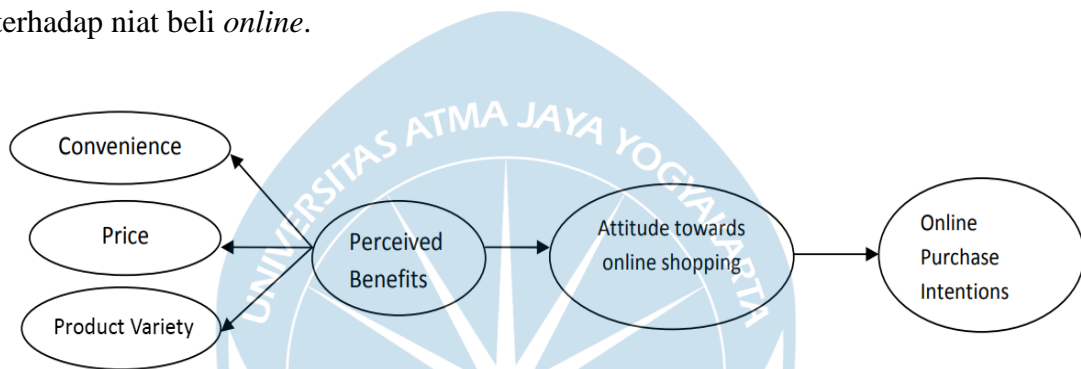 terhadap niat beli online.
UNIVERSITAS ATMA JAYA YOGYAKARTA
Convenience
Price
Product Variety
Perceived
Benefits
Attitude towards
online shopping
Online
Purchase
Intentions